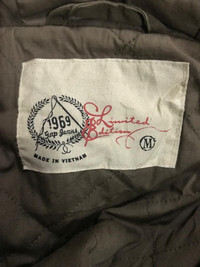 1969
Gap Jeans
Limited
Edition
M
MADE IN VIETNAM